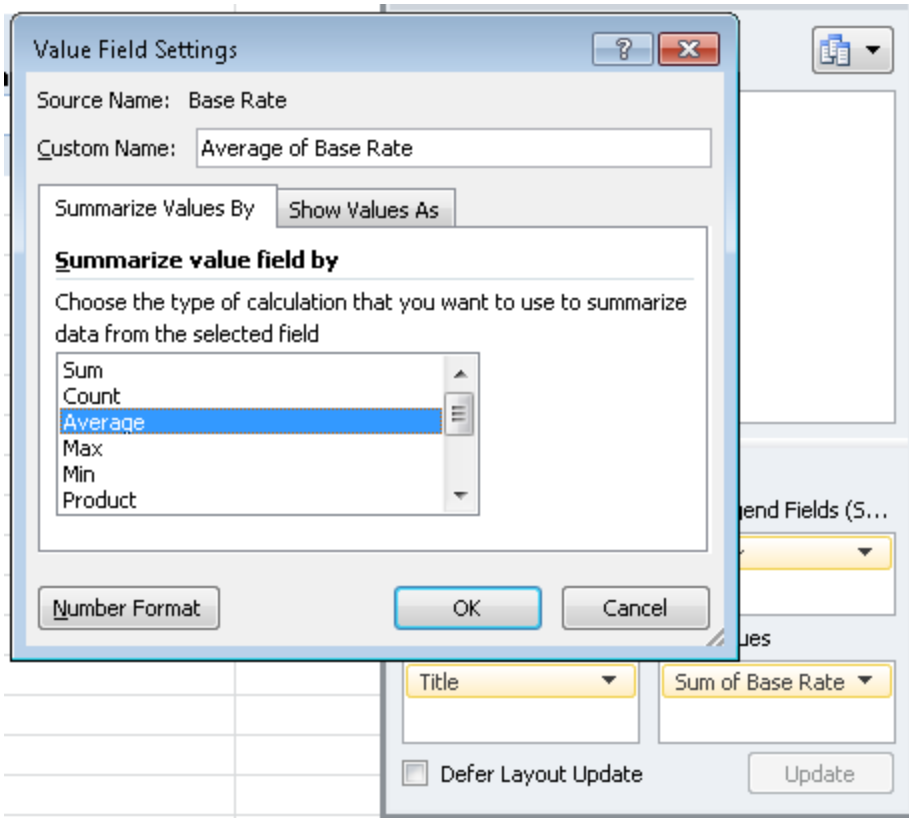 Value Field Settings
Source Name: Base Rate
Custom Name: Average of Base Rate
Summarize Values By
Show Values As
Summarize value field by
Choose the type of calculation that you want to use to summarize
data from the selected field
Sum
Count
Average
Max
Min
Product
Number Format
OK
Cancel
Fields (S...
Title
Sum of Base Rate
Defer Layout Update
Update